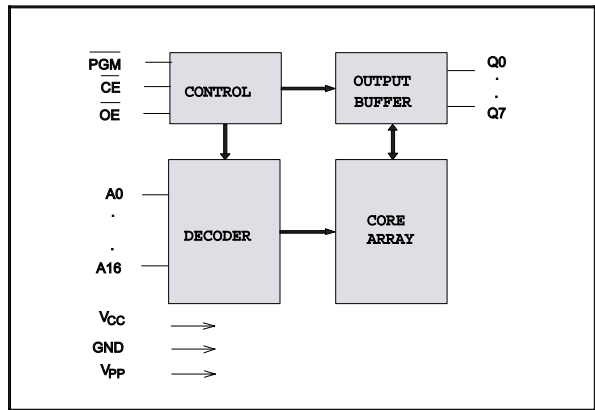 PGM
CE
OE
CONTROL
OUTPUT
BUFFER
Q0
.
.
Q7
A0
.
.
A16
DECODER
CORE
ARRAY
VCC
GND
VPP